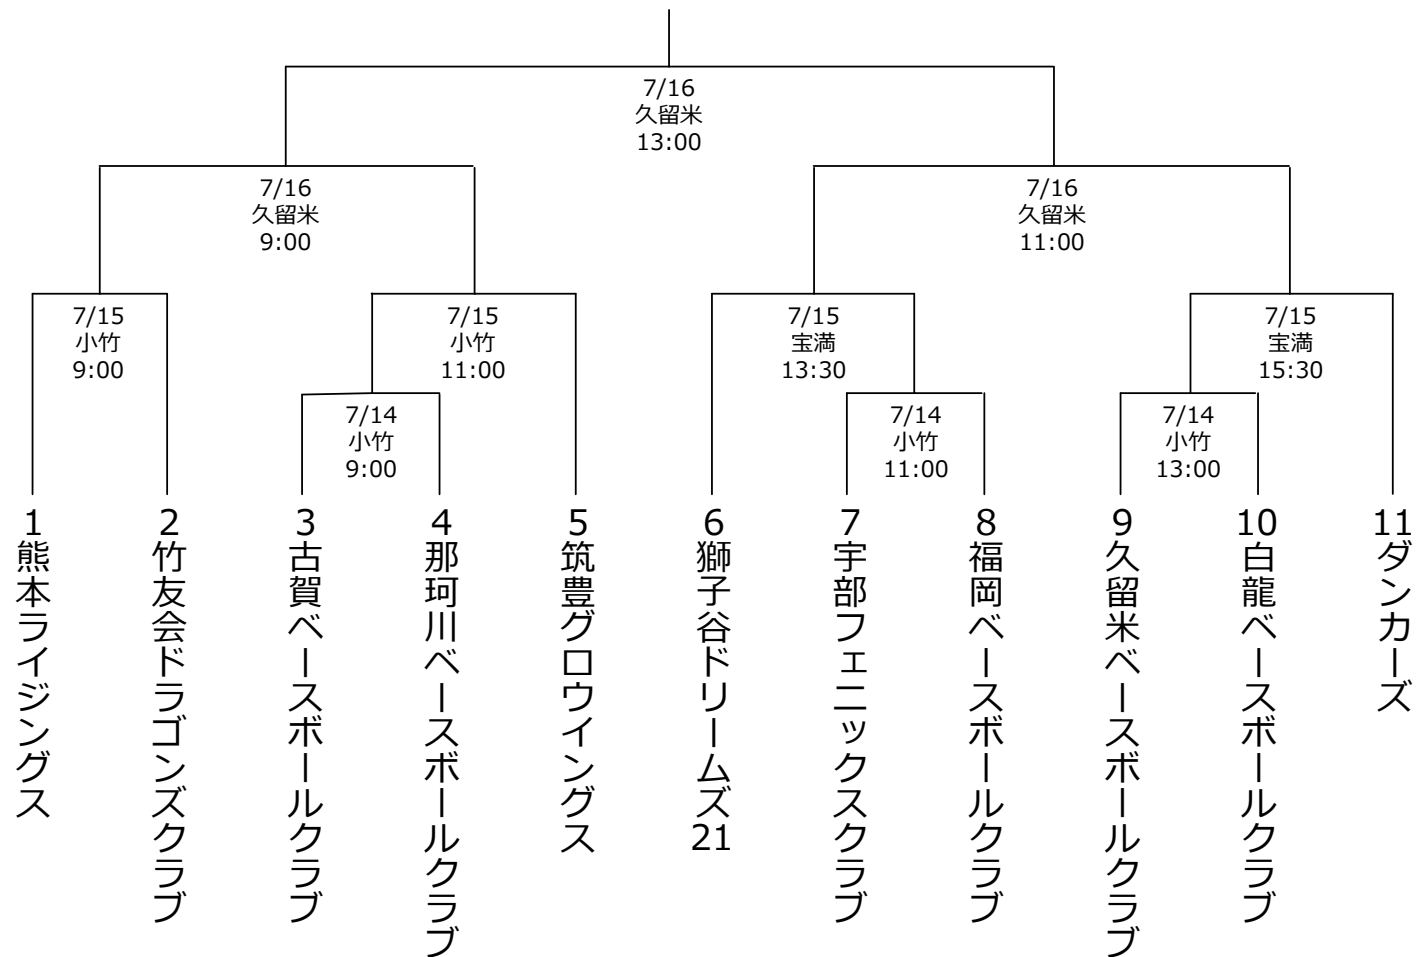 7/16
久留米
13:00
7/16
久留米
9:00
7/16
久留米
11:00
7/15
小竹
9:00
7/15
小竹
11:00
7/15
宝満
13:30
7/15
宝満
15:30
7/14
小竹
9:00
7/14
小竹
11:00
7/14
小竹
13:00
1熊本ライジングス
2竹友会ドラゴンズクラブ
3古賀ベースボールクラブ
4那珂川ベースボールクラブ
5筑豊グロウイングス
6獅子谷ドリームズ21
7宇部フェニックスクラブ
8福岡ベースボールクラブ
9久留米ベースボールクラブ
10白龍ベースボールクラブ
11ダンカーズ